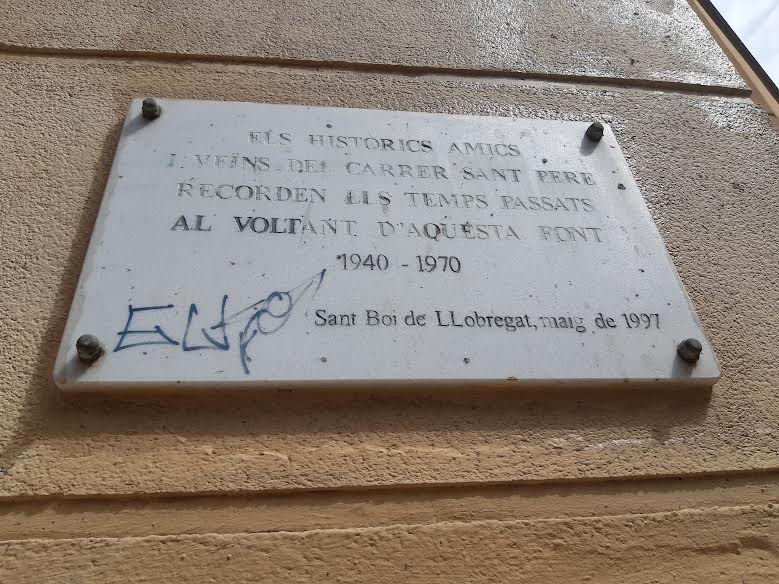 ELS HISTÒRICS AMICS
I VEÏNS DEL CARRER SANT PERE
RECORDEN ELS TEMPS PASSATS
AL VOLTANT D'AQUESTA FONT
1940 - 1970
Sant Boi de LLobregat, maig de 1997